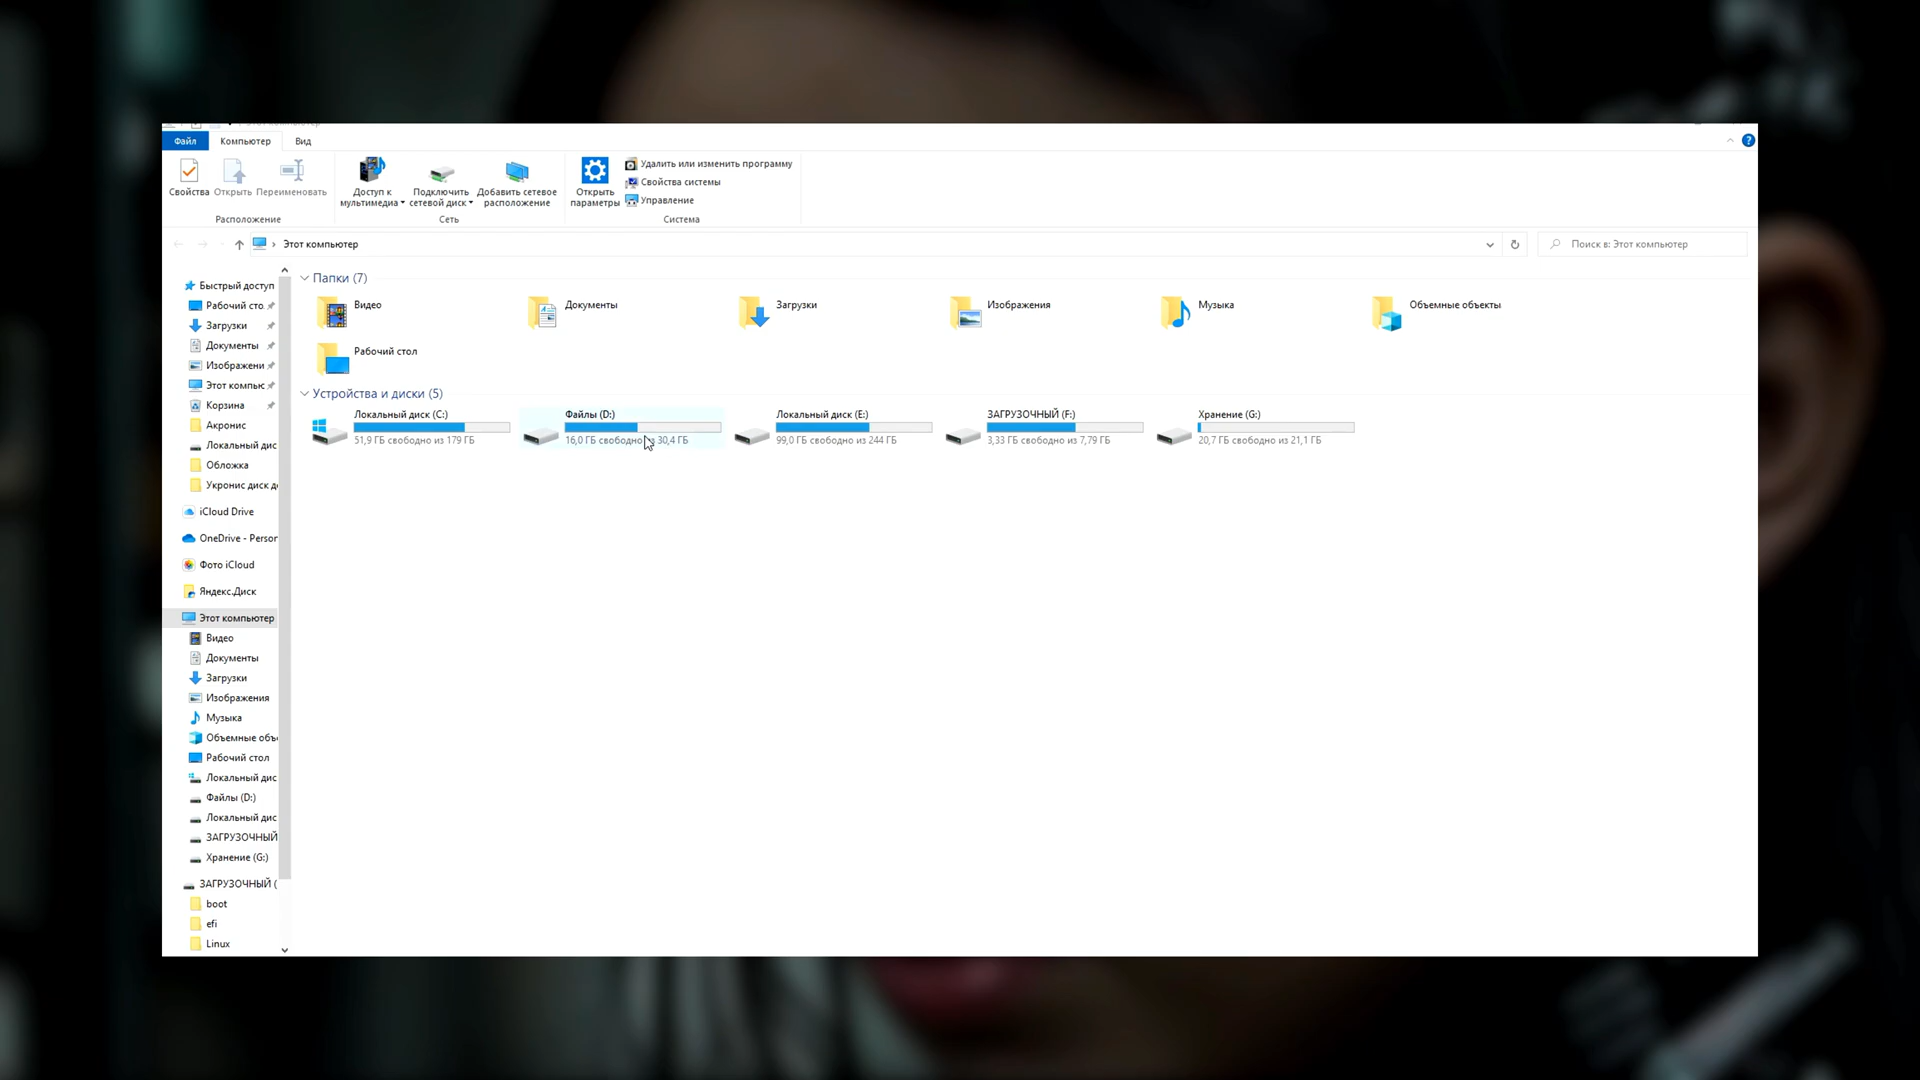 Файл
Компьютер
Вид
Свойства
Открыть
Переименовать
Расположение
Доступ к мультимедиа
Подключить сетевой диск
Добавить сетевое расположение
Сеть
Открыть параметры
Удалить или изменить программу
Свойства системы
Управление
Система
Этот компьютер
Поиск в: Этот компьютер
Быстрый доступ
Рабочий сто
Загрузки
Документы
Изображени
Этот компьк
Корзина
Акронис
Локальный дис
Обложка
Укронис диск д
iCloud Drive
OneDrive - Person
Фото iCloud
Яндекс.Диск
Этот компьютер
Видео
Документы
Загрузки
Изображения
Музыка
Объемные объ
Рабочий стол
Локальный дис
Файлы (D:)
Локальный дис
ЗАГРУЗОЧНЫЙ
Хранение (G:)
ЗАГРУЗОЧНЫЙ (
boot
efi
Linux
Папки (7)
Видео
Документы
Загрузки
Изображения
Музыка
Объемные объекты
Рабочий стол
Устройства и диски (5)
Локальный диск (C:)
51,9 ГБ свободно из 179 ГБ
Файлы (D:)
16,0 ГБ свободно из 30,4 ГБ
Локальный диск (E:)
99,0 ГБ свободно из 244 ГБ
ЗАГРУЗОЧНЫЙ (F:)
3,33 ГБ свободно из 7,79 ГБ
Хранение (G:)
20,7 ГБ свободно из 21,1 ГБ